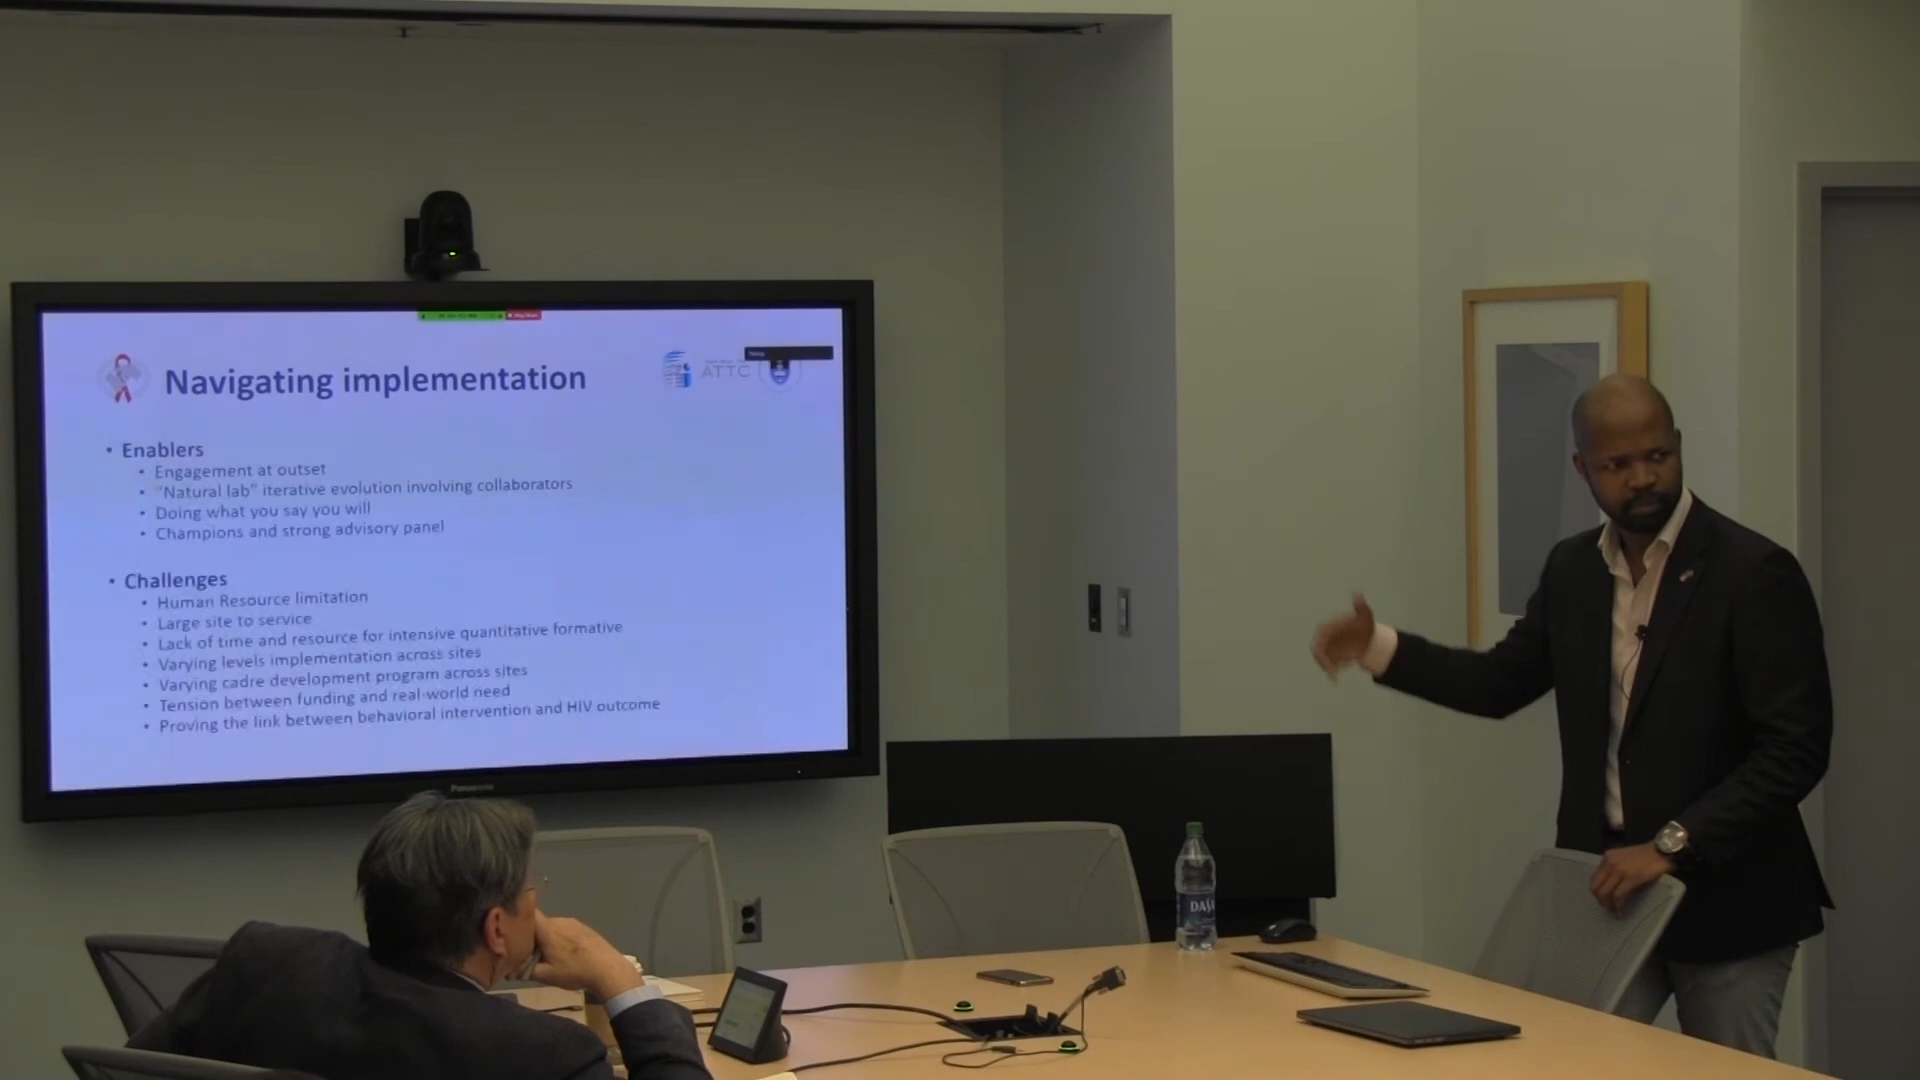 Navigating implementation
ATTC
• Enablers
• Engagement at outset
• "Natural lab" iterative evolution involving collaborators
• Doing what you say you will
• Champions and strong advisory panel
• Challenges
• Human Resource limitation
• Large site to service
• Lack of time and resource for intensive quantitative formative
• Varying levels implementation across sites
• Varying cadre development program across sites
• Tension between funding and real-world need
• Proving the link between behavioral intervention and HIV outcome
Panasonic
DASA